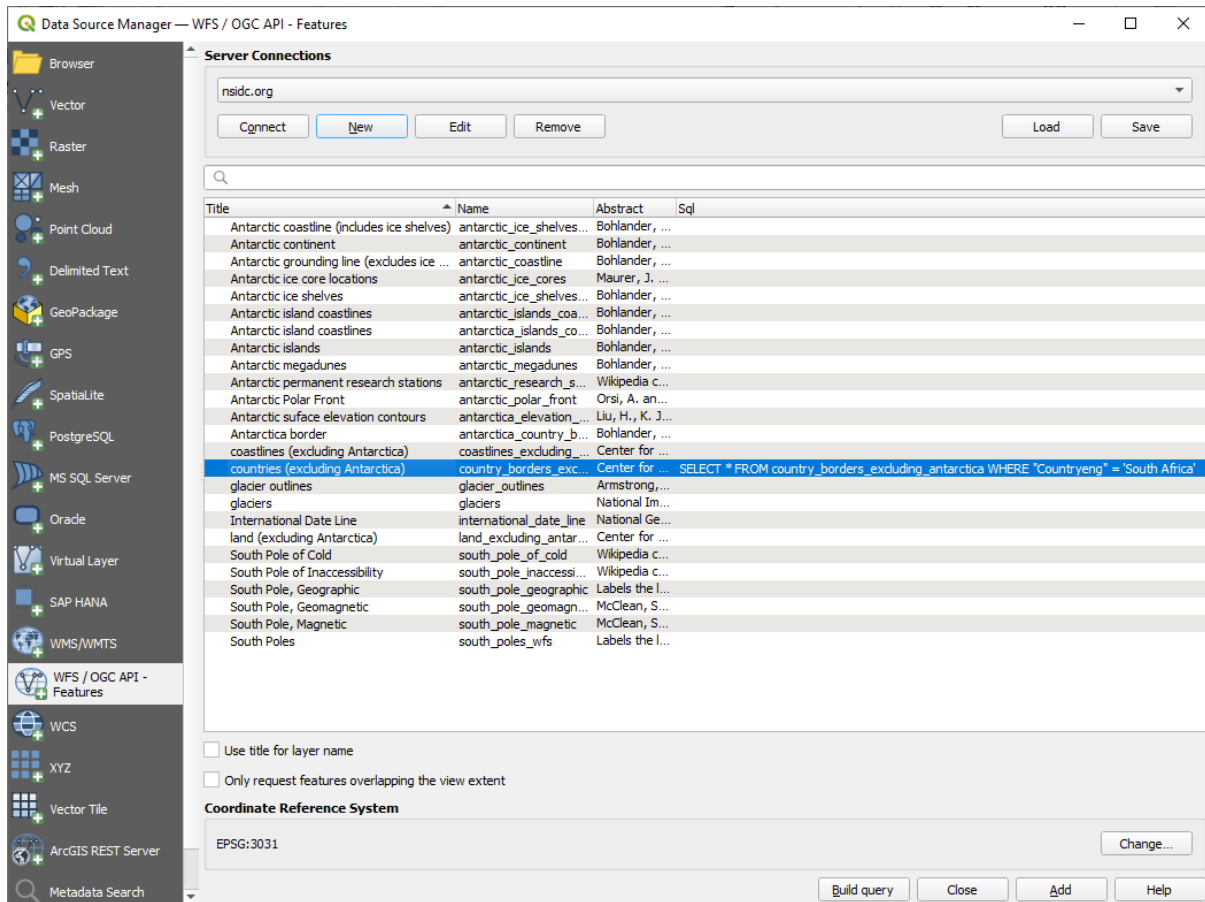 Data Source Manager — WFS / OGC API - Features
Browser
Vector
Raster
Mesh
Point Cloud
Delimited Text
GeoPackage
GPS
SpatiaLite
PostgreSQL
MS SQL Server
Oracle
Virtual Layer
SAP HANA
WMS/WMTS
WFS / OGC API -
Features
WCS
XYZ
Vector Tile
ArcGIS REST Server
Metadata Search
Server Connections
nsidc.org
Connect New Edit Remove Load Save
Title Name Abstract Sql
Antarctic coastline (includes ice shelves) antarctic_ice_shelves... Bohlander, ...
Antarctic continent antarctic_continent Bohlander, ...
Antarctic grounding line (excludes ice ... antarctic_coastline Bohlander, ...
Antarctic ice core locations antarctic_ice_cores Maurer, J. ...
Antarctic ice shelves antarctic_ice_shelves... Bohlander, ...
Antarctic island coastlines antarctic_islands_coa... Bohlander, ...
Antarctic island coastlines antarctica_islands_co... Bohlander, ...
Antarctic islands antarctic_islands Bohlander, ...
Antarctic megadunes antarctic_megadunes Bohlander, ...
Antarctic permanent research stations antarctic_research_s... Wikipedia c...
Antarctic Polar Front antarctic_polar_front Orsi, A. an...
Antarctic suface elevation contours antarctica_elevation_... Liu, H., K. J...
Antarctica border antarctica_country_b... Bohlander, ...
coastlines (excluding Antarctica) coastlines_excluding_... Center for ...
countries (excluding Antarctica) country_borders_exc... Center for ... SELECT * FROM country_borders_excluding_antarctica WHERE "Countryeng" = 'South Africa'
glacier outlines glacier_outlines Armstrong,...
glaciers glaciers National Im...
International Date Line international_date_line National Ge...
land (excluding Antarctica) land_excluding_antar... Center for ...
South Pole of Cold south_pole_of_cold Wikipedia c...
South Pole of Inaccessibility south_pole_inaccessi... Wikipedia c...
South Pole, Geographic south_pole_geographic Labels the l...
South Pole, Geomagnetic south_pole_geomagn... McClean, S...
South Pole, Magnetic south_pole_magnetic McClean, S...
South Poles south_poles_wfs Labels the l...
Use title for layer name
Only request features overlapping the view extent
Coordinate Reference System
EPSG:3031
Change...
Build query Close Add Help